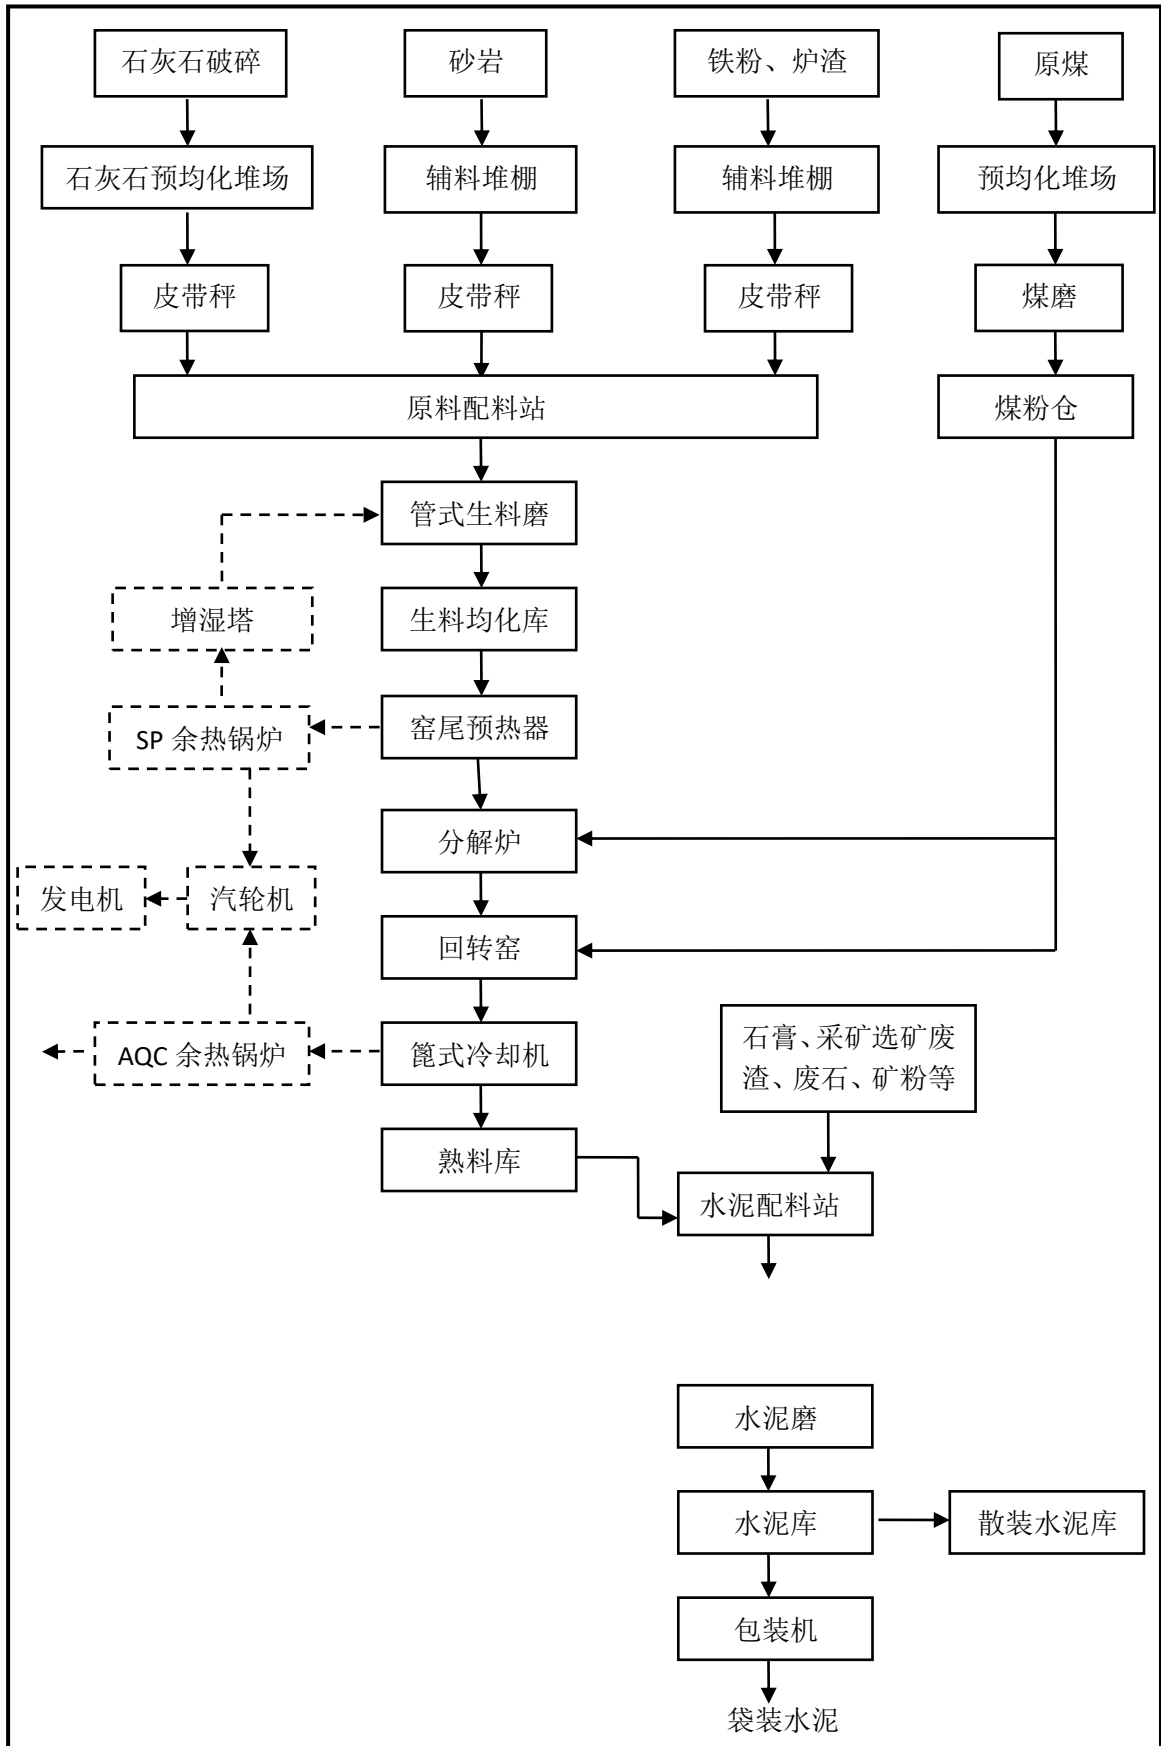 石灰石破碎
砂岩
铁粉、炉渣
原煤
石灰石预均化堆场
辅料堆棚
辅料堆棚
预均化堆场
皮带秤
皮带秤
皮带秤
煤磨
原料配料站
煤粉仓
管式生料磨
增湿塔
生料均化库
SP 余热锅炉
窑尾预热器
分解炉
发电机
汽轮机
回转窑
AQC 余热锅炉
篦式冷却机
石膏、采矿选矿废
渣、废石、矿粉等
熟料库
水泥配料站
水泥磨
水泥库
散装水泥库
包装机
袋装水泥